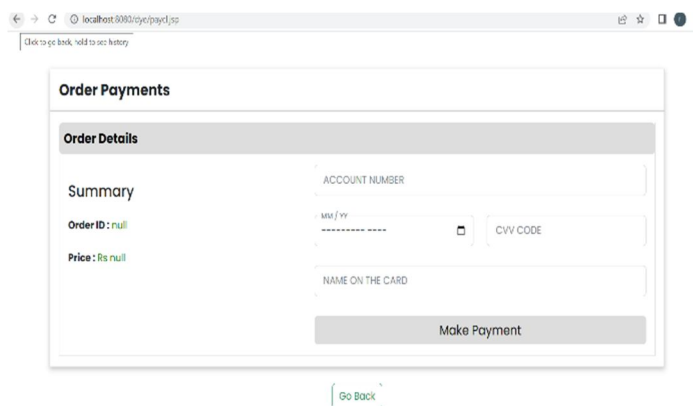 localhost:8080/dyc/paycl.jsp
Click to go back, hold to see history
Order Payments
Order Details
Summary
Order ID : null
Price : Rs null
ACCOUNT NUMBER
MM / YY
--------- ----
CVV CODE
NAME ON THE CARD
Make Payment
Go Back